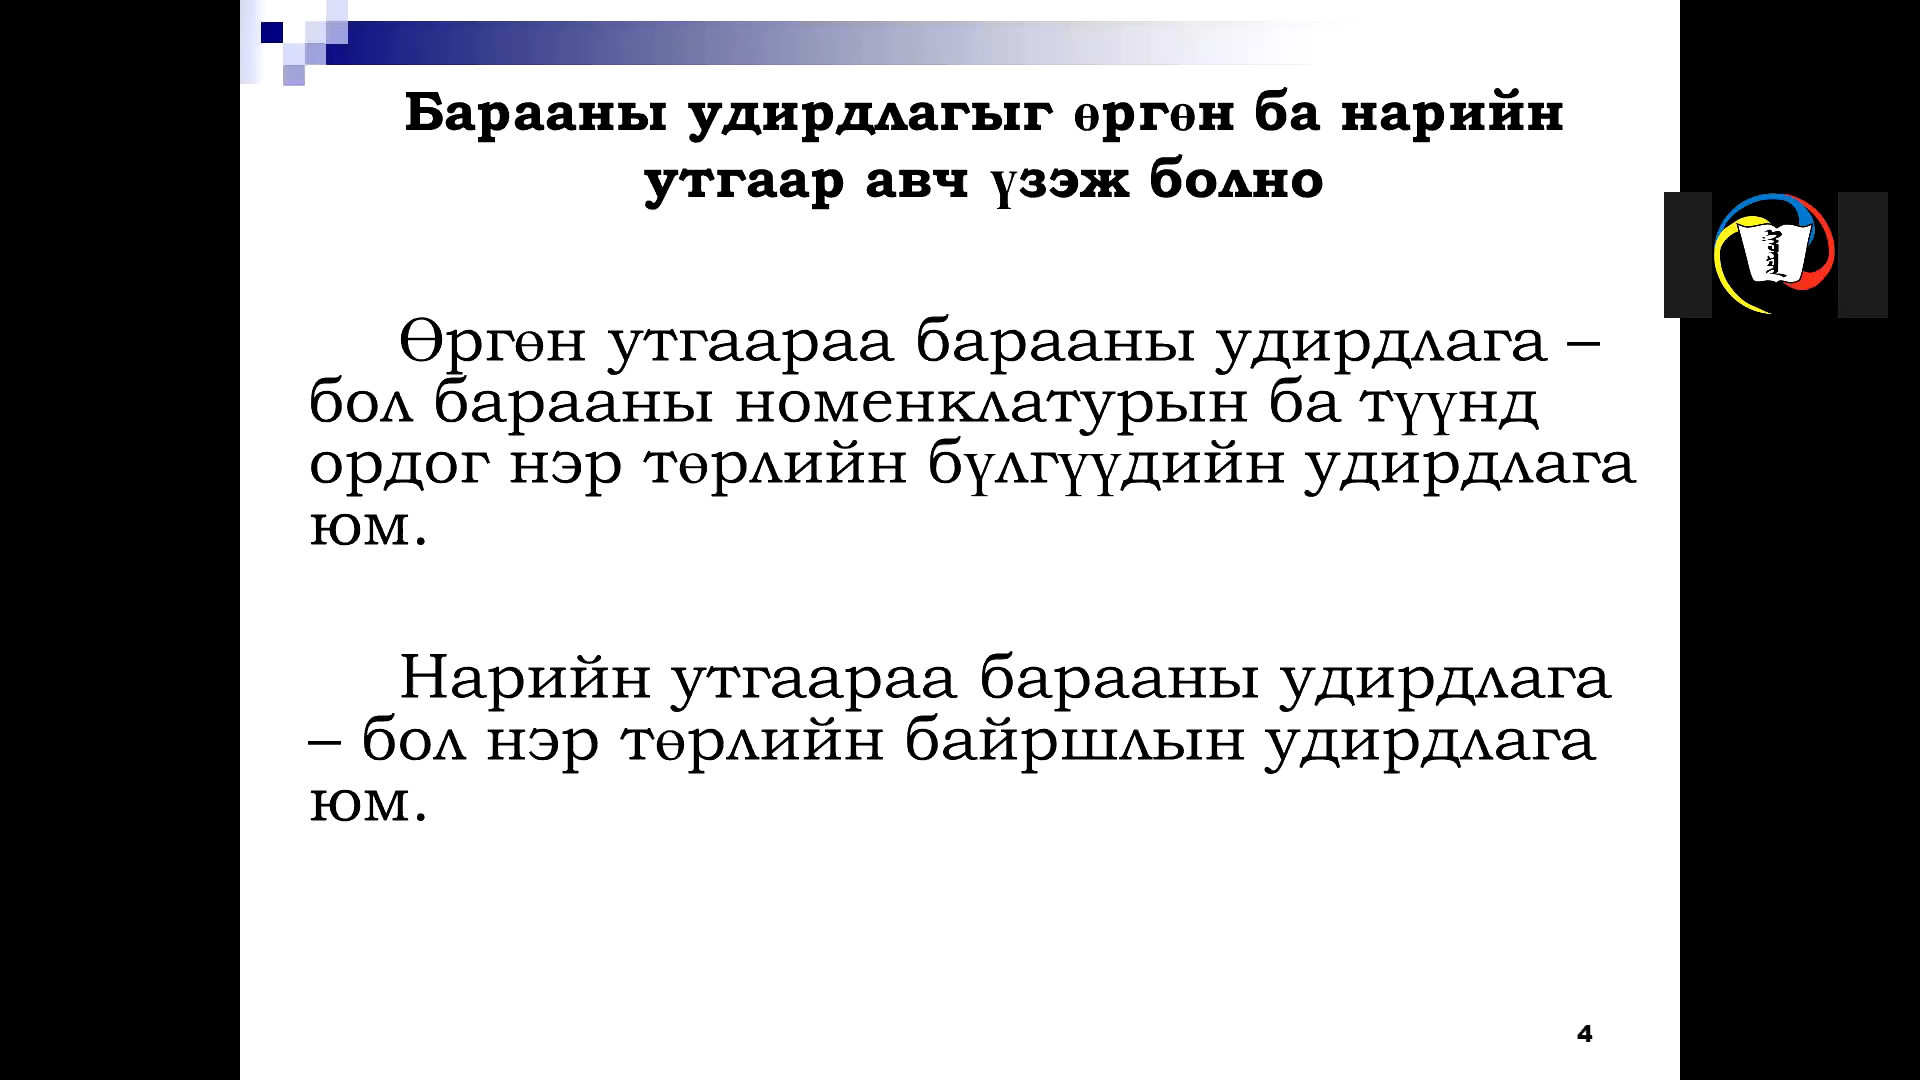 Барааны удирдлагыг өргөн ба нарийн
утгаар авч үзэж болно
Өргөн утгаараа барааны удирдлага –
бол барааны номенклатурын ба түүнд
ордог нэр төрлийн бүлгүүдийн удирдлага
юм.
Нарийн утгаараа барааны удирдлага
– бол нэр төрлийн байршлын удирдлага
юм.
4